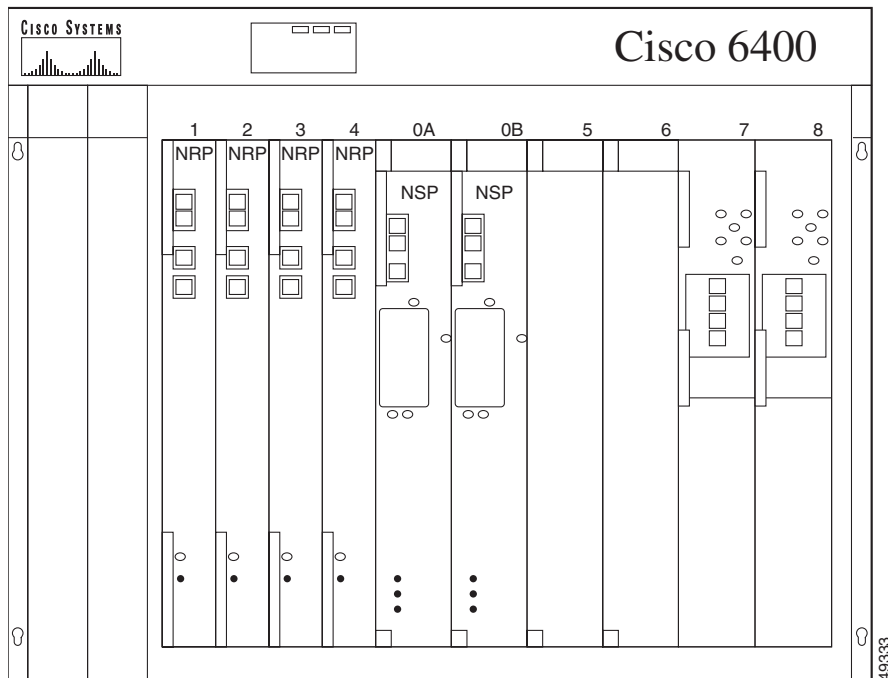 CISCO SYSTEMS
Cisco 6400
1 2 3 4 0A 0B 5 6 7 8
NRP NRP NRP NRP
NSP NSP
49333